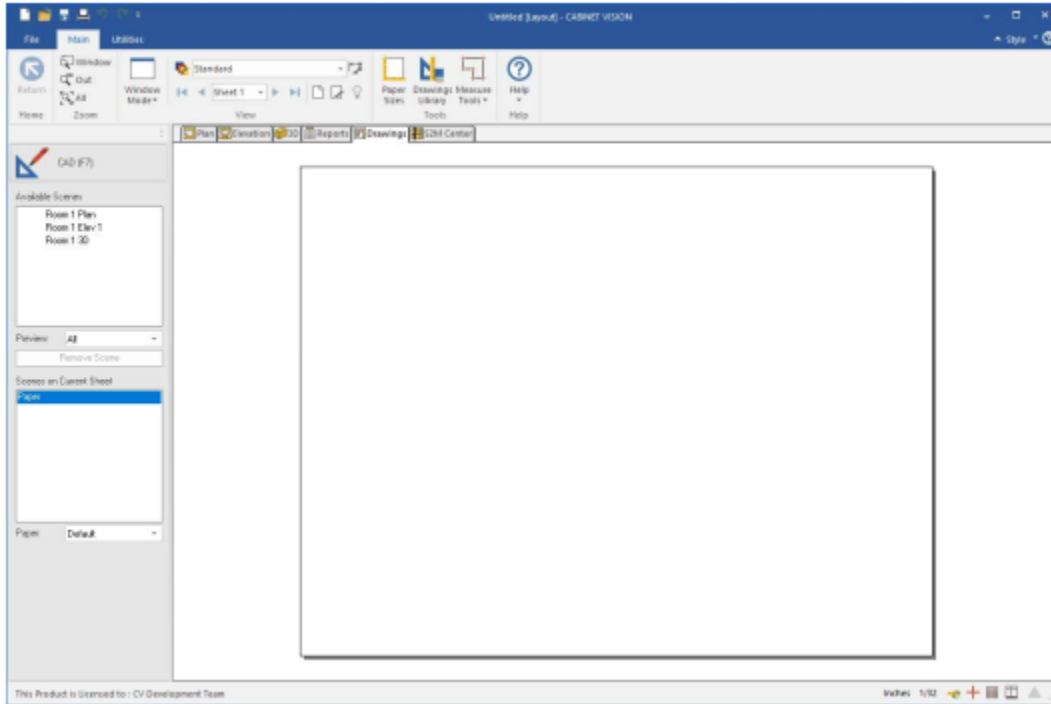 Untitled [Layout] - CABINET VISION
File Main Utilities Style
Return
Window
Out
All
Window Mode
Standard
Sheet 1
Paper Sizes
Drawings Library
Measure Tools
Help
Home Zoom View Tools Help
Plan Elevation 3D Reports Drawings S2M Center
CAD (F7)
Available Scenes
Room 1 Plan
Room 1 Elev 1
Room 1 3D
Preview: All
Remove Scene
Scenes on Current Sheet
Paper
Paper: Default
This Product is Licensed to : CV Development Team
Inches 1/32